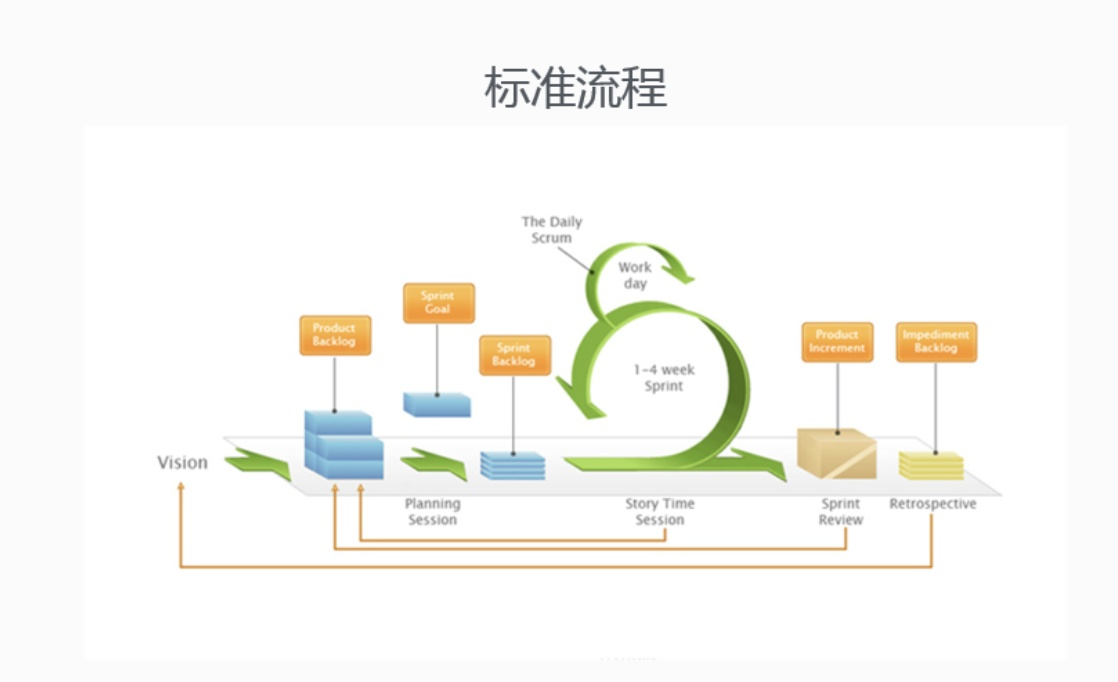 标准流程
The Daily
Scrum
Work
day
Sprint
Goal
Product
Backlog
Sprint
Backlog
1-4 week
Sprint
Product
Increment
Impediment
Backlog
Vision
Planning
Session
Story Time
Session
Sprint
Review
Retrospective